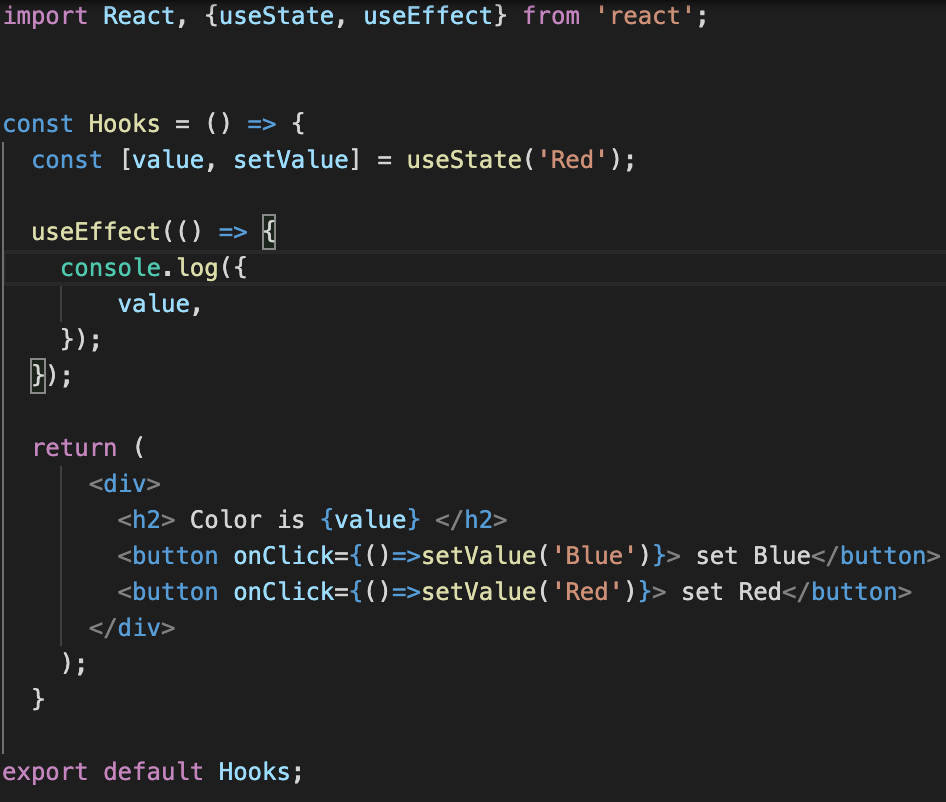 import React, {useState, useEffect} from 'react';
const Hooks = () => {
const [value, setValue] = useState('Red');
useEffect(() => {
console.log({
value,
});
});
return (
<div>
<h2> Color is {value} </h2>
<button onClick={()=>setValue('Blue')}> set Blue</button>
<button onClick={()=>setValue('Red')}> set Red</button>
</div>
);
}
export default Hooks;